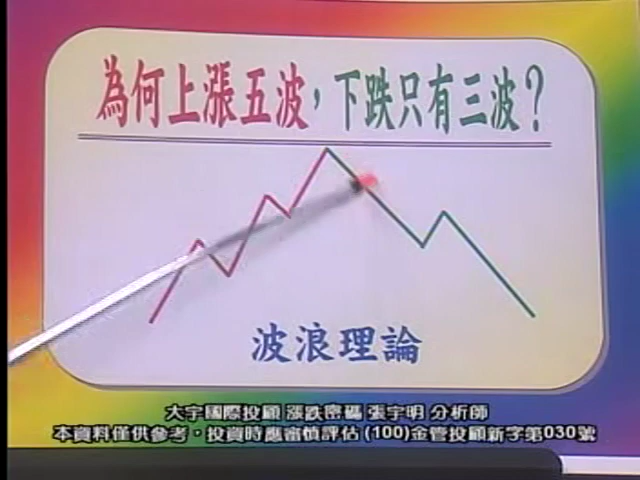 為何上漲五波，下跌只有三波？
波浪理論
大宇國際投顧 漲跌密碼 張宇明 分析師
本資料僅供參考，投資時應審慎評估 (100)金管投顧新字第030號